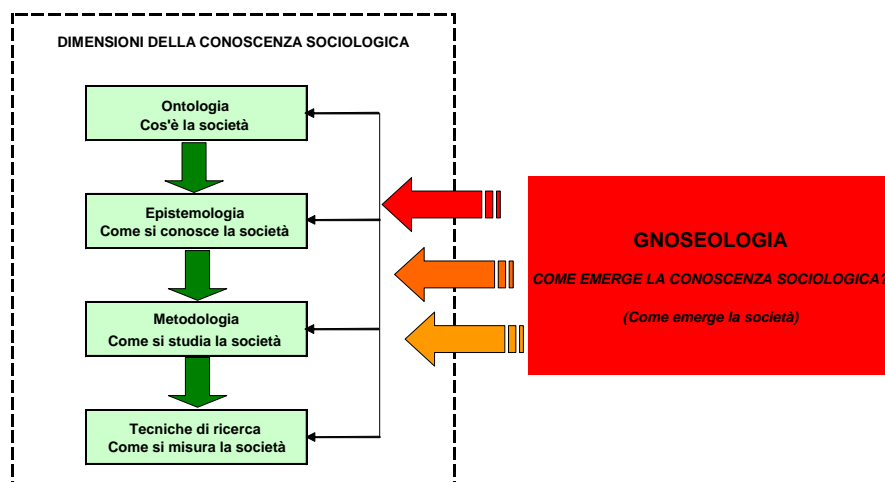 DIMENSIONI DELLA CONOSCENZA SOCIOLOGICA
Ontologia
Cos'è la società
Epistemologia
Come si conosce la società
Metodologia
Come si studia la società
Tecniche di ricerca
Come si misura la società
GNOSEOLOGIA
COME EMERGE LA CONOSCENZA SOCIOLOGICA?
(Come emerge la società)